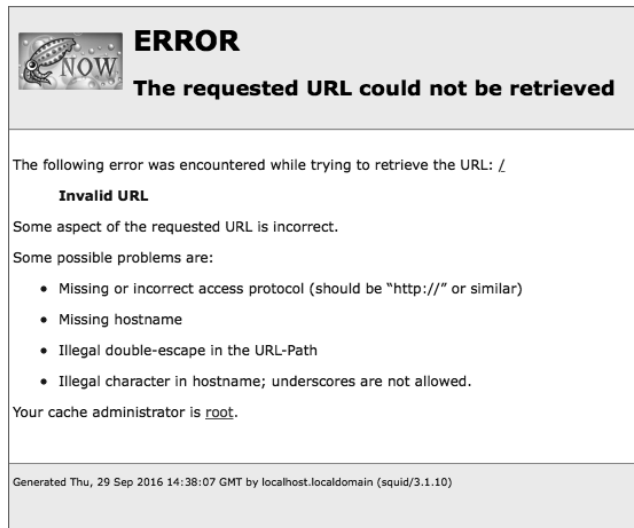 NOW
ERROR
The requested URL could not be retrieved
The following error was encountered while trying to retrieve the URL: /
Invalid URL
Some aspect of the requested URL is incorrect.
Some possible problems are:
• Missing or incorrect access protocol (should be “http://” or similar)
• Missing hostname
• Illegal double-escape in the URL-Path
• Illegal character in hostname; underscores are not allowed.
Your cache administrator is root.
Generated Thu, 29 Sep 2016 14:38:07 GMT by localhost.localdomain (squid/3.1.10)